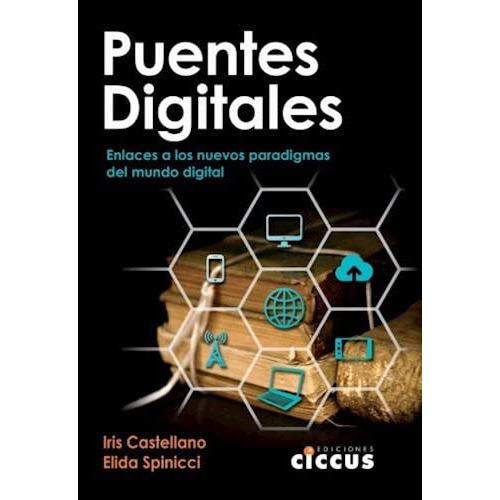 Puentes
Digitales
Enlaces a los nuevos paradigmas
del mundo digital
Iris Castellano
Elida Spinicci
EDICIONES
CICCUS